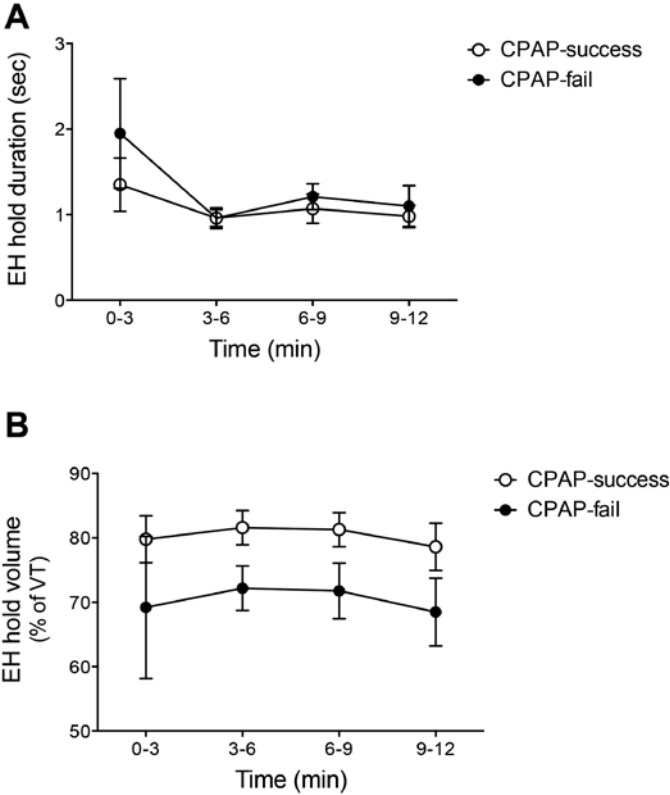 A
EH hold duration (sec)
3
2
1
0
0-3 3-6 6-9 9-12
Time (min)
CPAP-success
CPAP-fail
B
EH hold volume
(% of VT)
90
80
70
60
50
0-3 3-6 6-9 9-12
Time (min)
CPAP-success
CPAP-fail